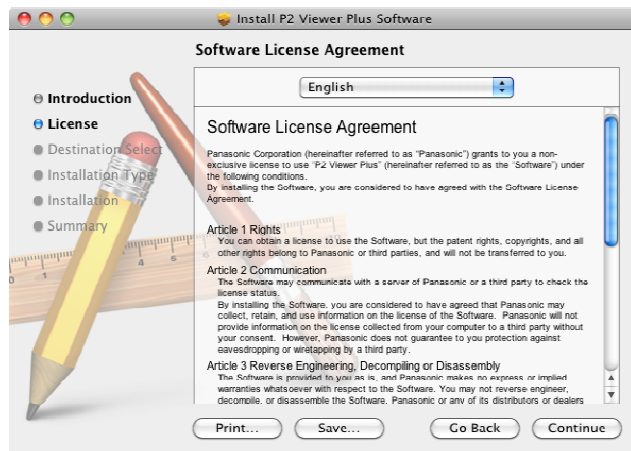 Install P2 Viewer Plus Software
Software License Agreement
English
Introduction
License
Destination Select
Installation Type
Installation
Summary
Software License Agreement
Panasonic Corporation (hereinafter referred to as "Panasonic") grants to you a non-
exclusive license to use "P2 Viewer Plus" (hereinafter referred to as the "Software") under
the following conditions.
By installing the Software, you are considered to have agreed with the Software License
Agreement.
Article 1 Rights
You can obtain a license to use the Software, but the patent rights, copyrights, and all
other rights belong to Panasonic or third parties, and will not be transferred to you.
Article 2 Communication
The Software may communicate with a server of Panasonic or a third party to check the
license status.
By installing the Software, you are considered to have agreed that Panasonic may
collect, retain, and use information on the license of the Software. Panasonic will not
provide information on the license collected from your computer to a third party without
your consent. However, Panasonic does not guarantee to you protection against
eavesdropping or wiretapping by a third party.
Article 3 Reverse Engineering, Decompiling or Disassembly
The Software is provided to you as is, and Panasonic makes no express or implied
warranties whatsoever with respect to the Software. You may not reverse engineer,
decompile, or disassemble the Software. Panasonic or any of its distributors or dealers
4 5 6
Print...
Save...
Go Back
Continue